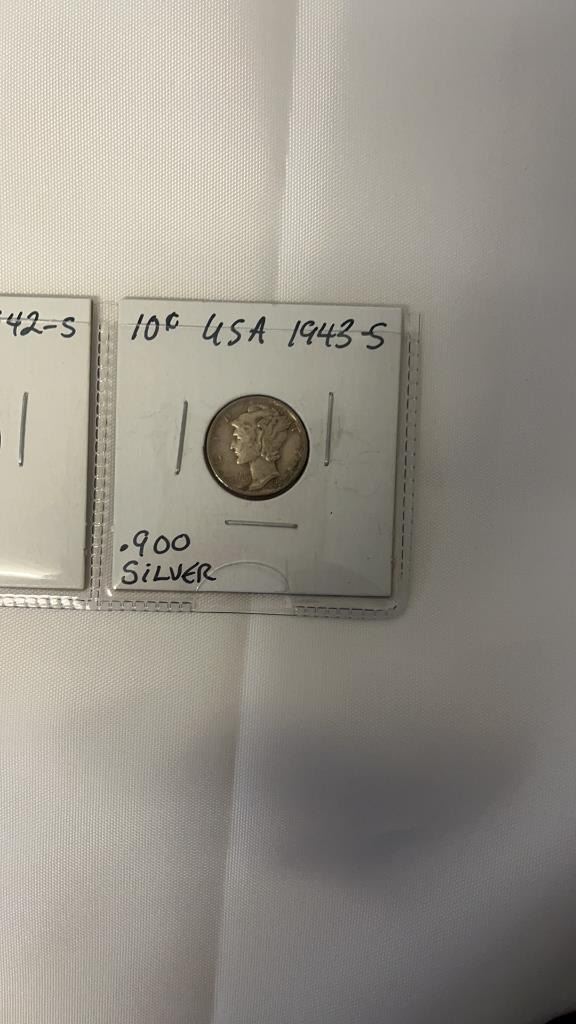 42-S
10¢ USA 1943-S
.900
SILVER